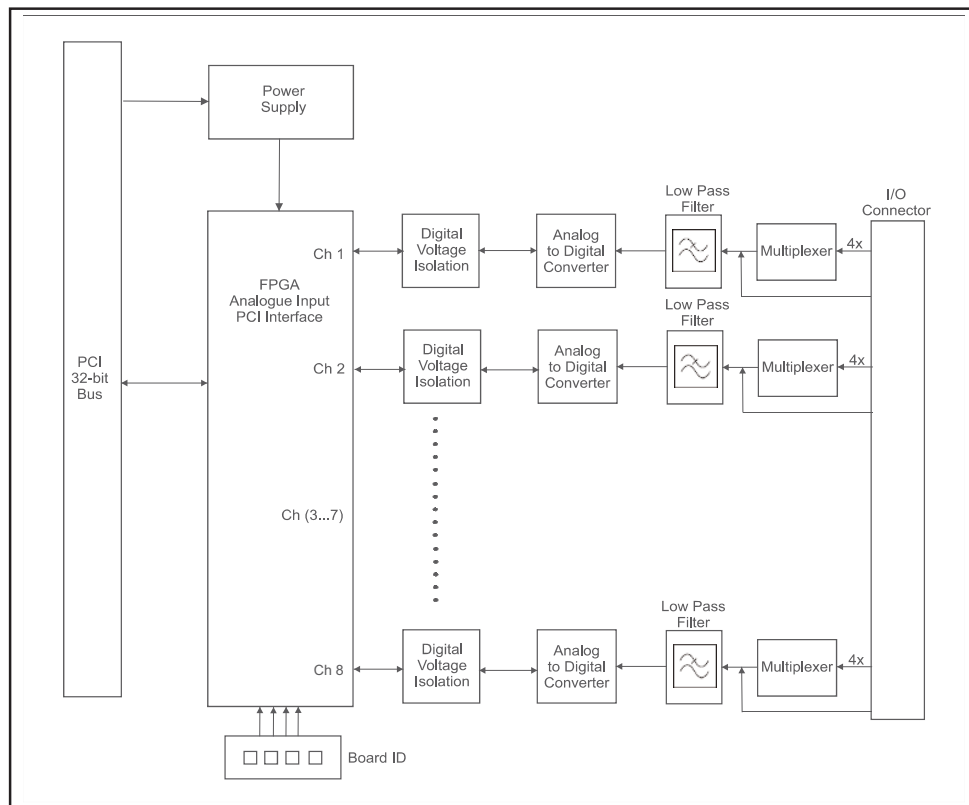 Power
Supply
PCI
32-bit
Bus
FPGA
Analogue Input
PCI Interface
Ch 1
Digital
Voltage
Isolation
Analog
to Digital
Converter
Low Pass
Filter
Multiplexer
4x
I/O
Connector
Ch 2
Digital
Voltage
Isolation
Analog
to Digital
Converter
Low Pass
Filter
Multiplexer
4x
Ch (3...7)
Ch 8
Digital
Voltage
Isolation
Analog
to Digital
Converter
Low Pass
Filter
Multiplexer
4x
Board ID